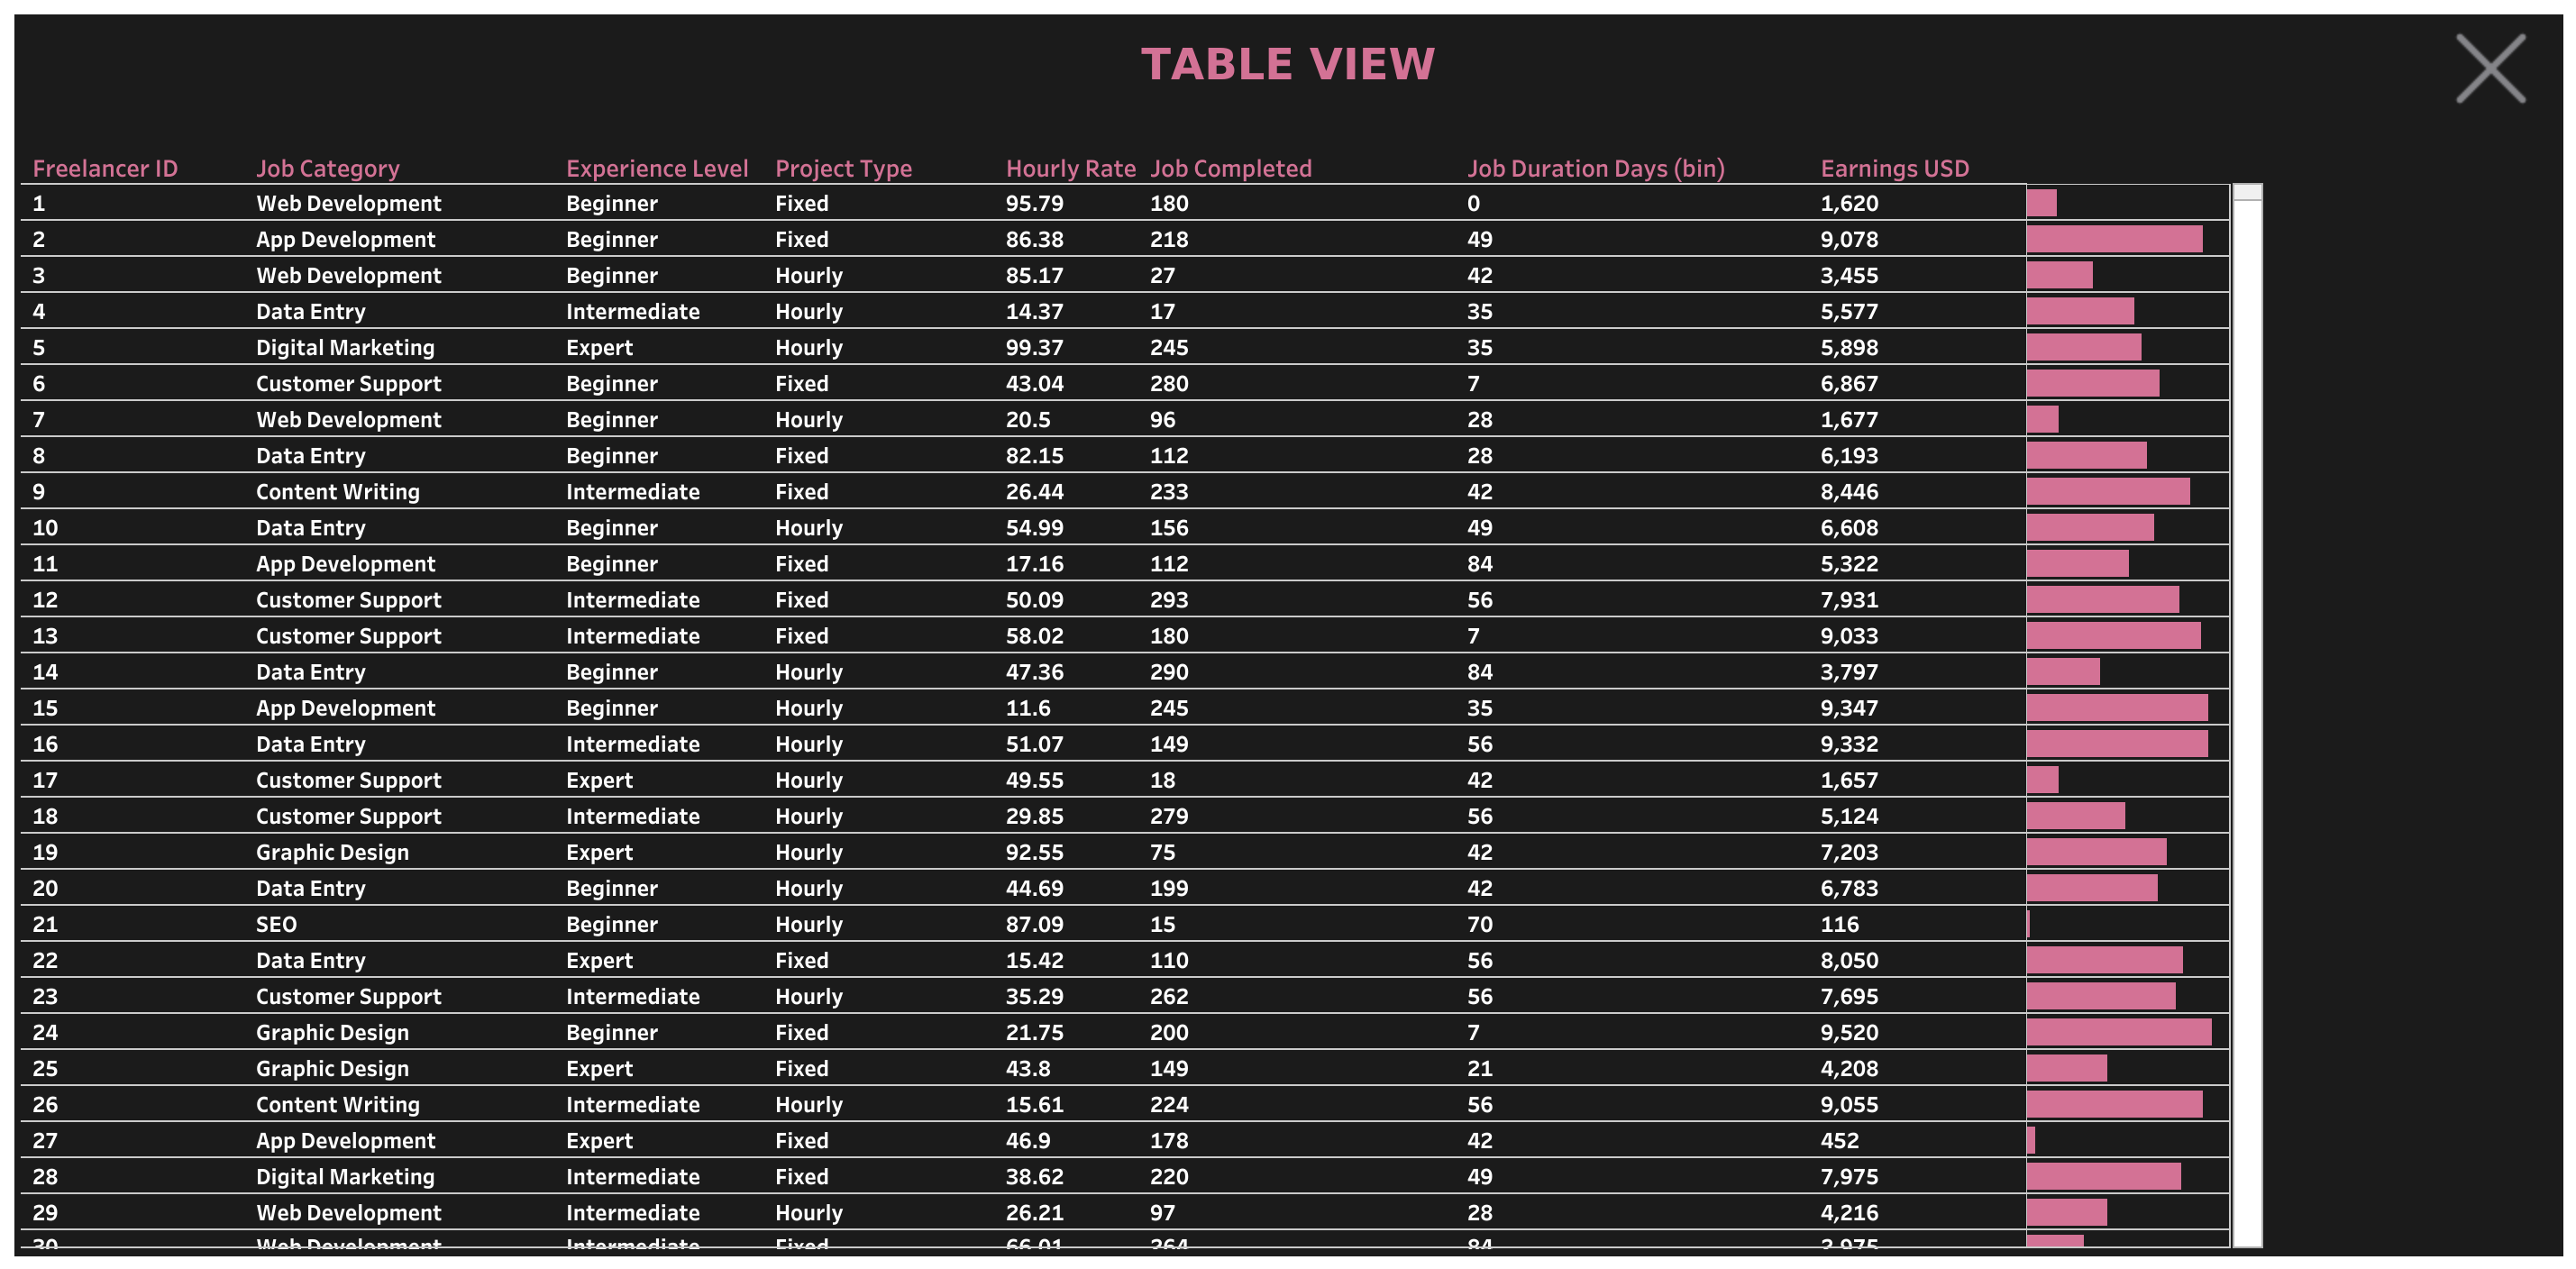 TABLE VIEW
Freelancer ID Job Category Experience Level Project Type Hourly Rate Job Completed Job Duration Days (bin) Earnings USD
1 Web Development Beginner Fixed 95.79 180 0 1,620
2 App Development Beginner Fixed 86.38 218 49 9,078
3 Web Development Beginner Hourly 85.17 27 42 3,455
4 Data Entry Intermediate Hourly 14.37 17 35 5,577
5 Digital Marketing Expert Hourly 99.37 245 35 5,898
6 Customer Support Beginner Fixed 43.04 280 7 6,867
7 Web Development Beginner Hourly 20.5 96 28 1,677
8 Data Entry Beginner Fixed 82.15 112 28 6,193
9 Content Writing Intermediate Fixed 26.44 233 42 8,446
10 Data Entry Beginner Hourly 54.99 156 49 6,608
11 App Development Beginner Fixed 17.16 112 84 5,322
12 Customer Support Intermediate Fixed 50.09 293 56 7,931
13 Customer Support Intermediate Fixed 58.02 180 7 9,033
14 Data Entry Beginner Hourly 47.36 290 84 3,797
15 App Development Beginner Hourly 11.6 245 35 9,347
16 Data Entry Intermediate Hourly 51.07 149 56 9,332
17 Customer Support Expert Hourly 49.55 18 42 1,657
18 Customer Support Intermediate Hourly 29.85 279 56 5,124
19 Graphic Design Expert Hourly 92.55 75 42 7,203
20 Data Entry Beginner Hourly 44.69 199 42 6,783
21 SEO Beginner Hourly 87.09 15 70 116
22 Data Entry Expert Fixed 15.42 110 56 8,050
23 Customer Support Intermediate Hourly 35.29 262 56 7,695
24 Graphic Design Beginner Fixed 21.75 200 7 9,520
25 Graphic Design Expert Fixed 43.8 149 21 4,208
26 Content Writing Intermediate Hourly 15.61 224 56 9,055
27 App Development Expert Fixed 46.9 178 42 452
28 Digital Marketing Intermediate Fixed 38.62 220 49 7,975
29 Web Development Intermediate Hourly 26.21 97 28 4,216
30 Web Development Intermediate Fixed 66.01 264 84